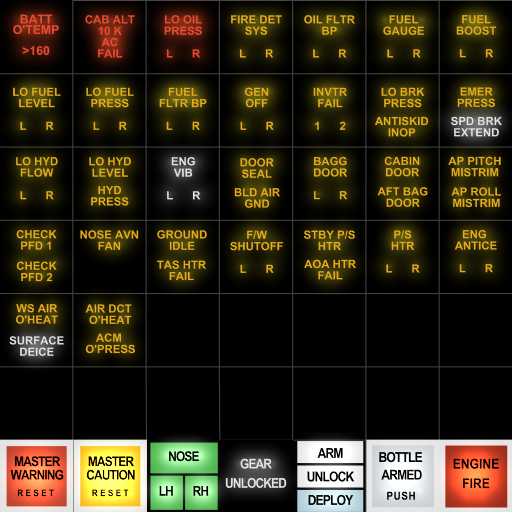 BATT
O'TEMP
>160
CAB ALT
10 K
AC
FAIL
LO OIL
PRESS
L R
FIRE DET
SYS
L R
OIL FLTR
BP
L R
FUEL
GAUGE
L R
FUEL
BOOST
L R
LO FUEL
LEVEL
L R
LO FUEL
PRESS
L R
FUEL
FLTR BP
L R
GEN
OFF
L R
INVTR
FAIL
1 2
LO BRK
PRESS
ANTISKID
INOP
EMER
PRESS
SPD BRK
EXTEND
LO HYD
FLOW
L R
LO HYD
LEVEL
HYD
PRESS
ENG
VIB
L R
DOOR
SEAL
BLD AIR
GND
BAGG
DOOR
L R
CABIN
DOOR
AFT BAG
DOOR
AP PITCH
MISTRIM
AP ROLL
MISTRIM
CHECK
PFD 1
CHECK
PFD 2
NOSE AVN
FAN
GROUND
IDLE
TAS HTR
FAIL
F/W
SHUTOFF
L R
STBY P/S
HTR
AOA HTR
FAIL
P/S
HTR
L R
ENG
ANTICE
L R
WS AIR
O'HEAT
SURFACE
DEICE
AIR DCT
O'HEAT
ACM
O'PRESS
MASTER
WARNING
RESET
MASTER
CAUTION
RESET
NOSE
LH RH
GEAR
UNLOCKED
ARM
UNLOCK
DEPLOY
BOTTLE
ARMED
PUSH
ENGINE
FIRE